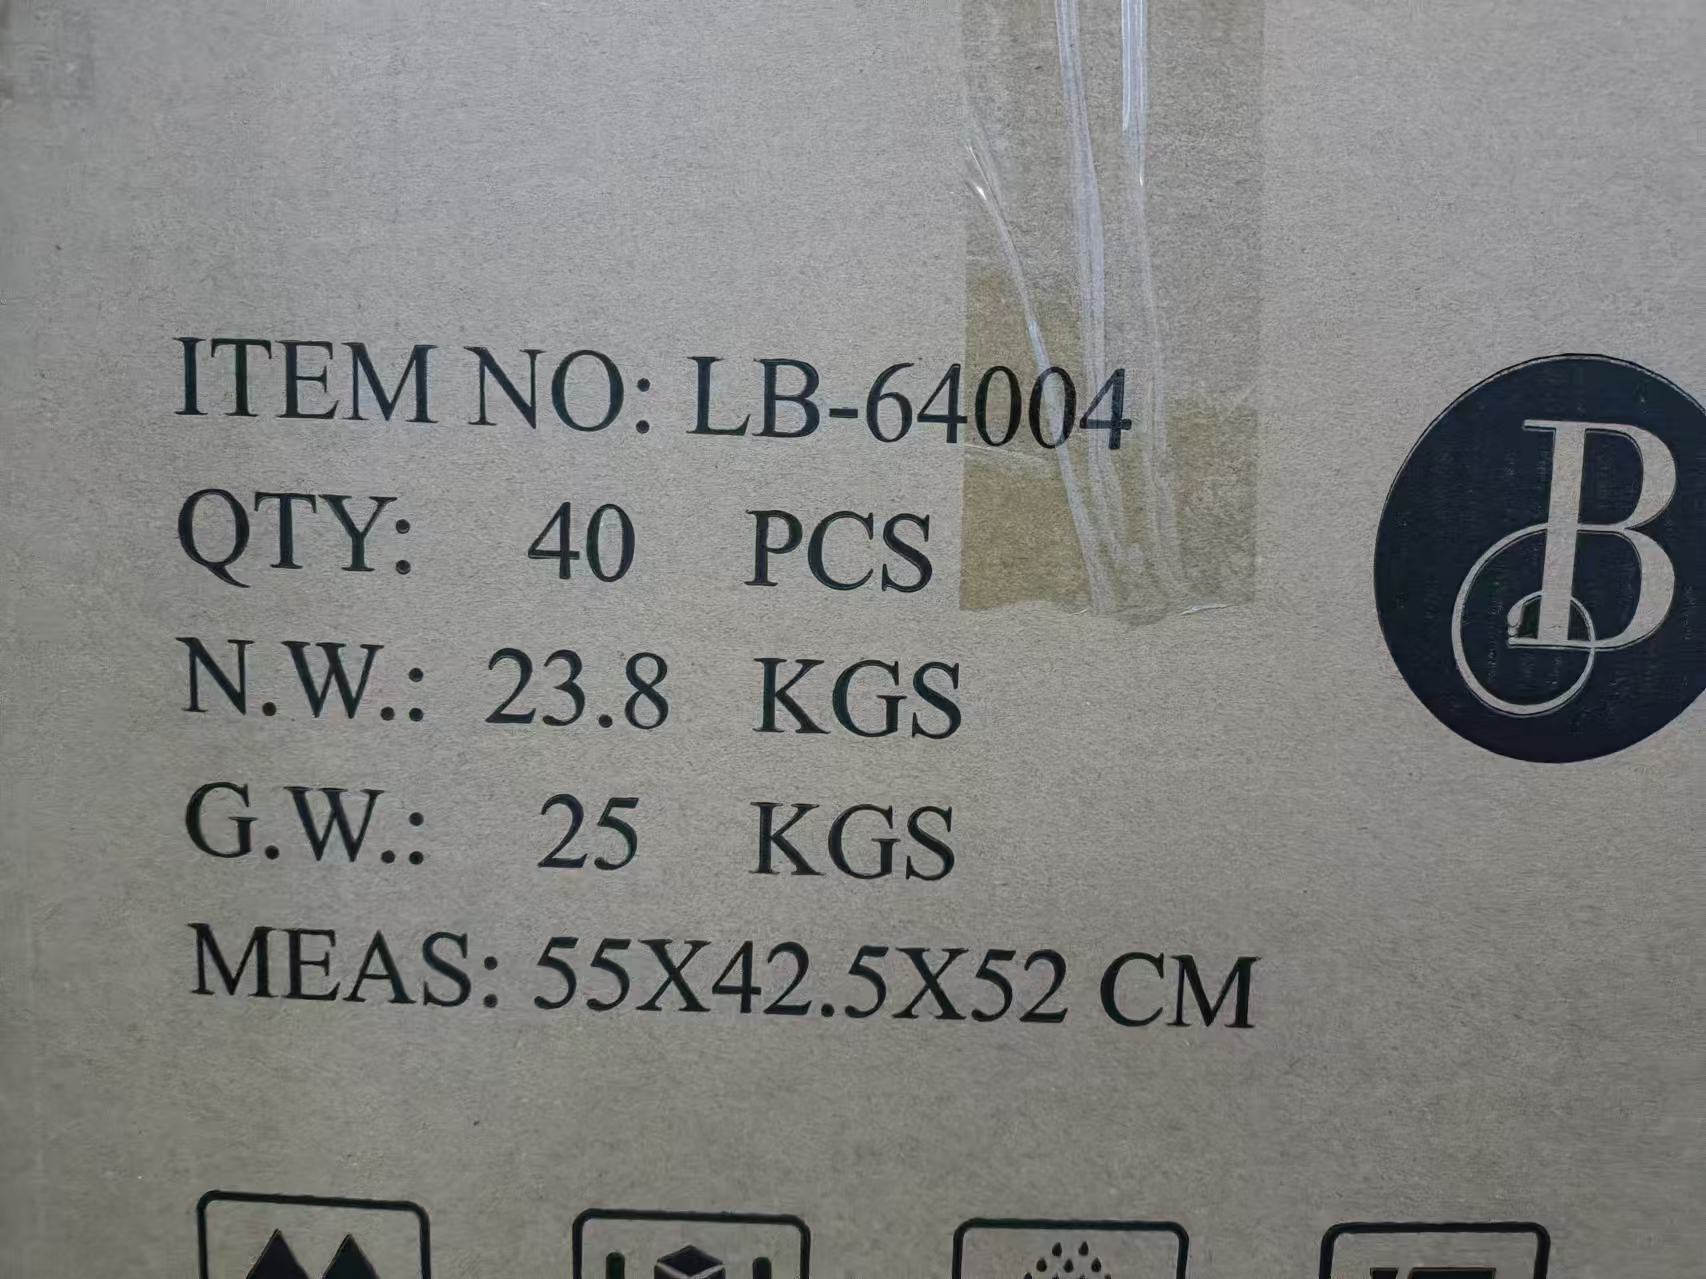 ITEM NO: LB-64004
QTY: 40 PCS
N.W.: 23.8 KGS
G.W.: 25 KGS
MEAS: 55X42.5X52 CM
B